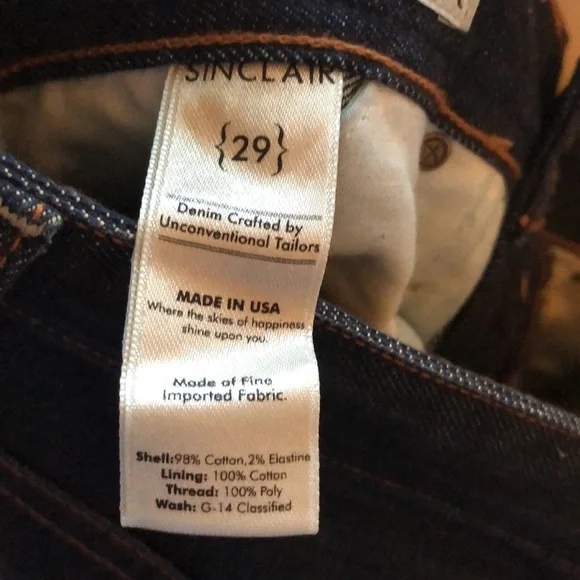 SINCLAIR
{29}
Denim Crafted by
Unconventional Tailors
MADE IN USA
Where the skies of happiness
shine upon you.
Made of Fine
Imported Fabric.
Shell:98% Cotton,2% Elastine
Lining: 100% Cotton
Thread: 100% Poly
Wash: G-14 Classified